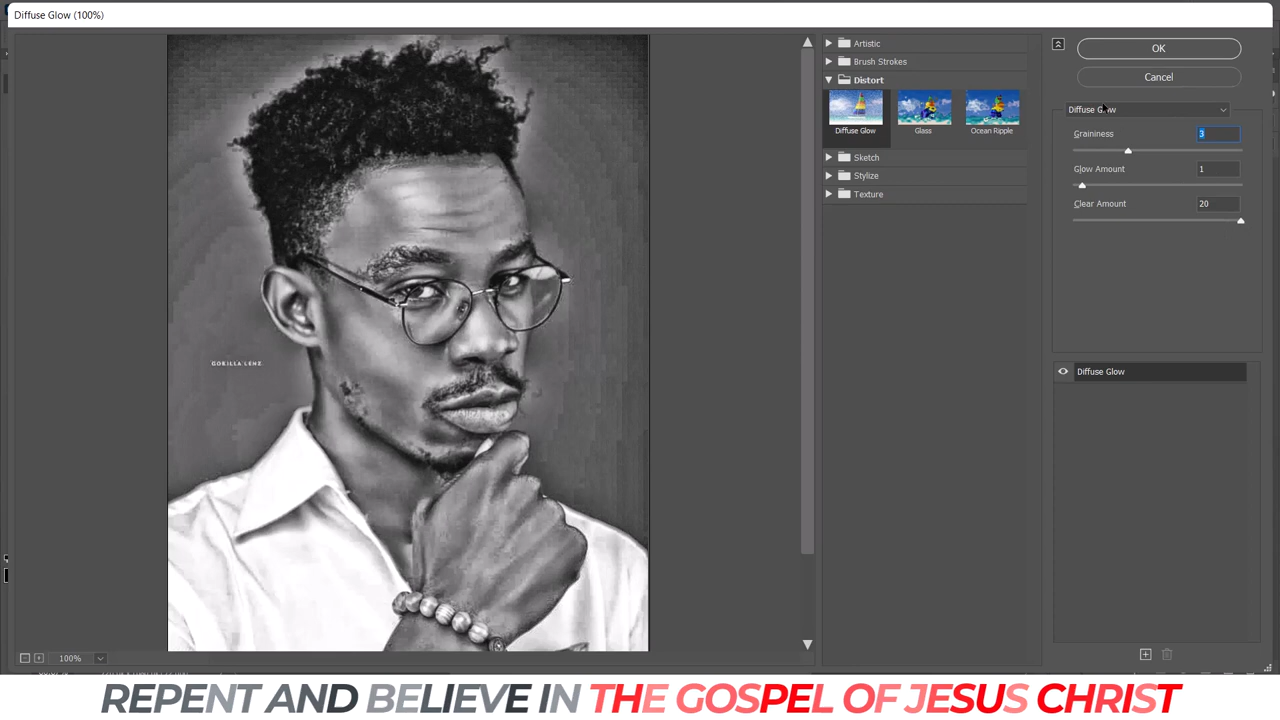 Diffuse Glow (100%)
Artistic
Brush Strokes
Distort
Diffuse Glow
Glass
Ocean Ripple
Sketch
Stylize
Texture
OK
Cancel
Diffuse Glow
Graininess 3
Glow Amount 1
Clear Amount 20
Diffuse Glow
GORILLA LENZ
100%
REPENT AND BELIEVE IN THE GOSPEL OF JESUS CHRIST